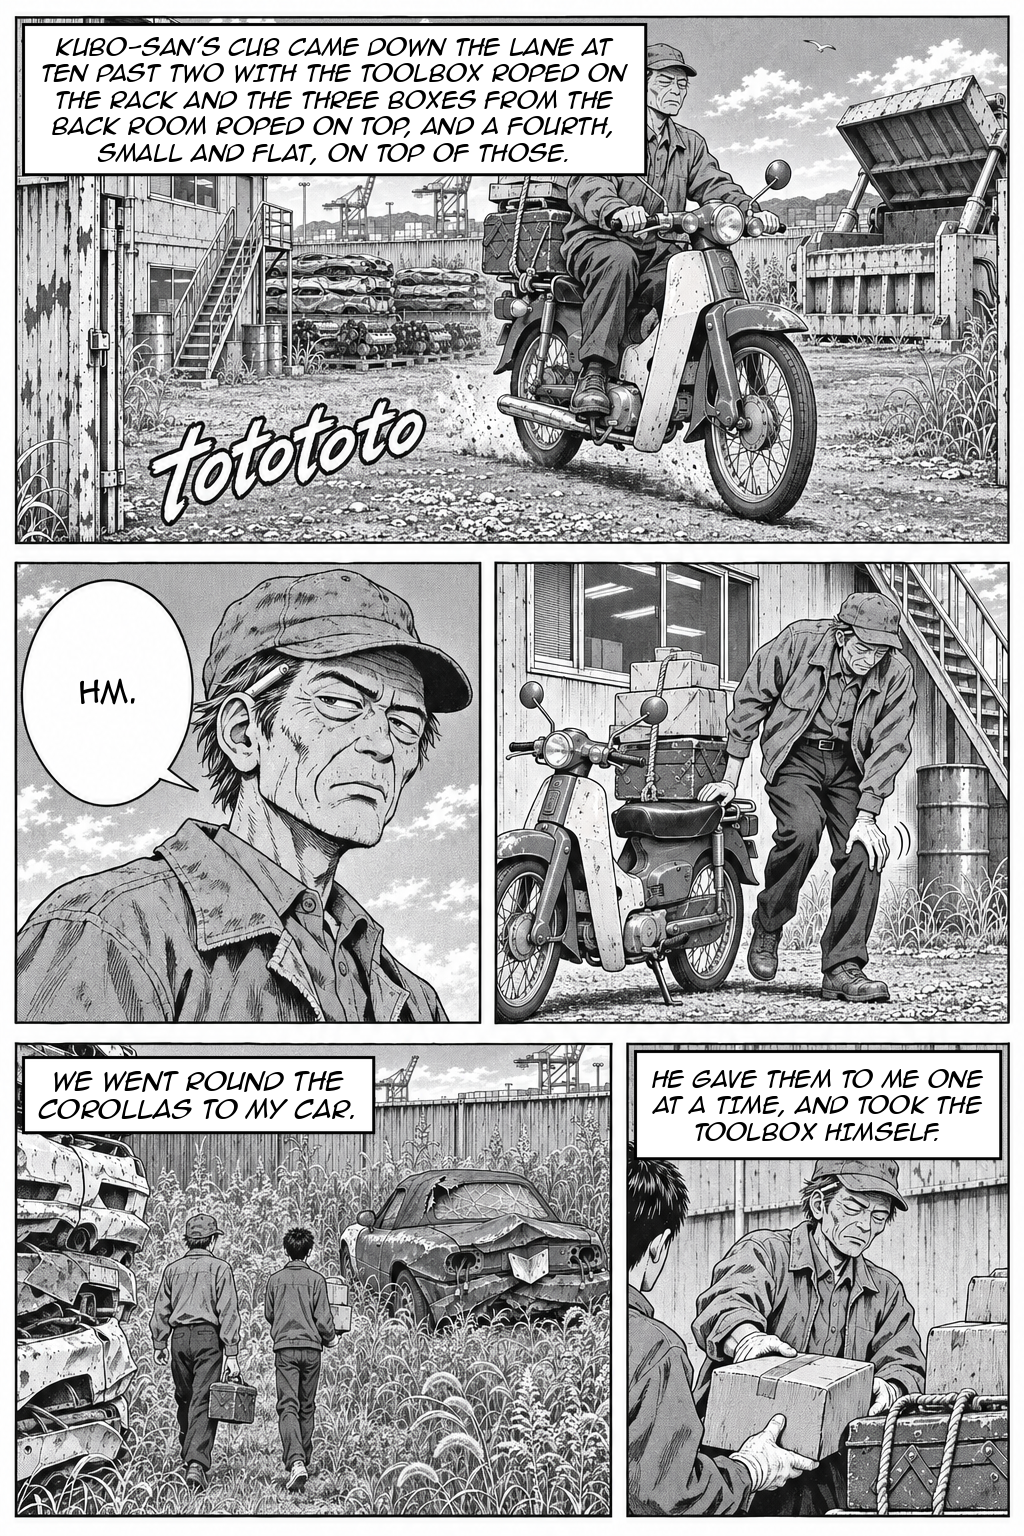 KUBO-SAN'S CUB CAME DOWN THE LANE AT
TEN PAST TWO WITH THE TOOLBOX ROPED ON
THE RACK AND THE THREE BOXES FROM THE
BACK ROOM ROPED ON TOP, AND A FOURTH,
SMALL AND FLAT, ON TOP OF THOSE.
totototo
HM.
WE WENT ROUND THE
COROLLAS TO MY CAR.
HE GAVE THEM TO ME ONE
AT A TIME, AND TOOK THE
TOOLBOX HIMSELF.